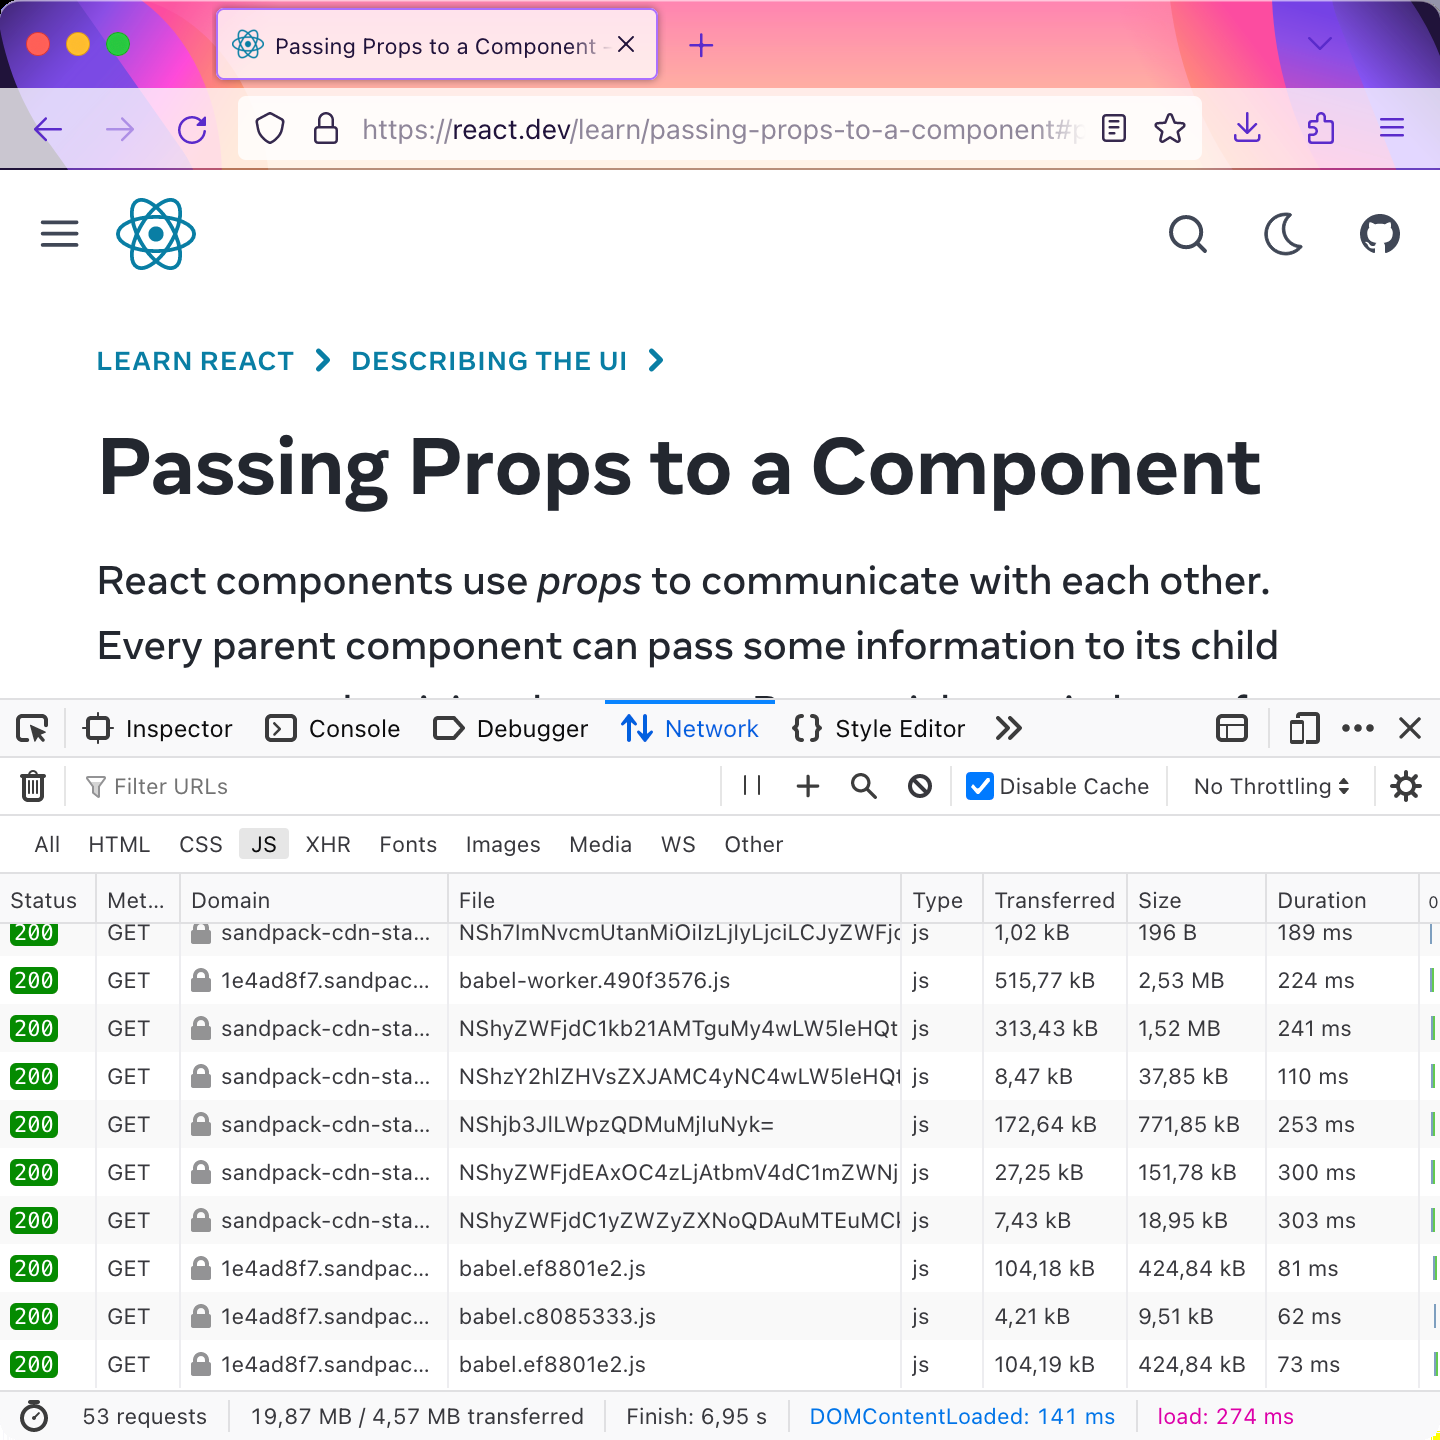 Passing Props to a Component -
https://react.dev/learn/passing-props-to-a-component#p
LEARN REACT DESCRIBING THE UI
Passing Props to a Component
React components use props to communicate with each other.
Every parent component can pass some information to its child
Inspector Console Debugger Network Style Editor
Filter URLs Disable Cache No Throttling
All HTML CSS JS XHR Fonts Images Media WS Other
Status Met... Domain File Type Transferred Size Duration 0
200 GET sandpack-cdn-sta... js 1,02 kB 196 B 189 ms
200 GET 1e4ad8f7.sandpac... babel-worker.490f3576.js js 515,77 kB 2,53 MB 224 ms
200 GET sandpack-cdn-sta... NShyZWFjdC1kb21AMTguMy4wLW5leHQt js 313,43 kB 1,52 MB 241 ms
200 GET sandpack-cdn-sta... NShzY2hlZHVsZXJAMC4yNC4wLW5leHQt js 8,47 kB 37,85 kB 110 ms
200 GET sandpack-cdn-sta... NShjb3JlLWpzQDMuMjIuNyk= js 172,64 kB 771,85 kB 253 ms
200 GET sandpack-cdn-sta... NShyZWFjdEAxOC4zLjAtbmV4dC1mZWNj js 27,25 kB 151,78 kB 300 ms
200 GET sandpack-cdn-sta... NShyZWFjdC1yZWZyZXNoQDAuMTEuMCk js 7,43 kB 18,95 kB 303 ms
200 GET 1e4ad8f7.sandpac... babel.ef8801e2.js js 104,18 kB 424,84 kB 81 ms
200 GET 1e4ad8f7.sandpac... babel.c8085333.js js 4,21 kB 9,51 kB 62 ms
200 GET 1e4ad8f7.sandpac... babel.ef8801e2.js js 104,19 kB 424,84 kB 73 ms
53 requests 19,87 MB / 4,57 MB transferred Finish: 6,95 s DOMContentLoaded: 141 ms load: 274 ms